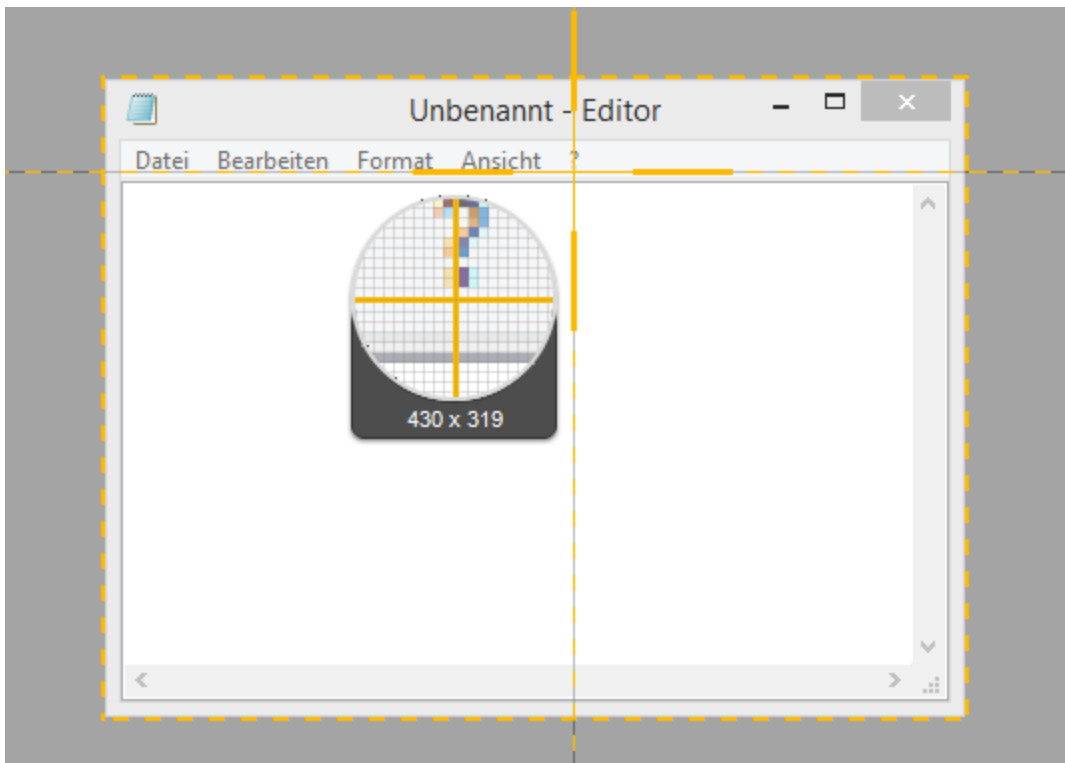 Unbenannt - Editor
Datei Bearbeiten Format Ansicht ?
?
430 x 319